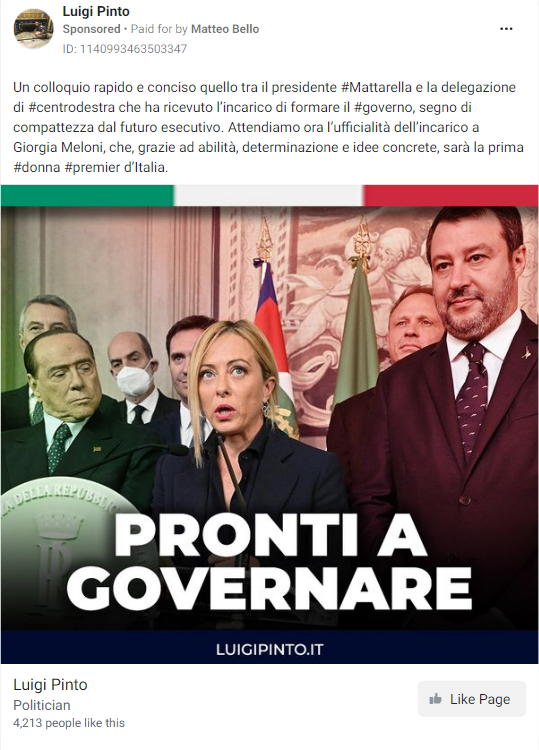 Luigi Pinto
Sponsored • Paid for by Matteo Bello
ID: 1140993463503347
Un colloquio rapido e conciso quello tra il presidente #Mattarella e la delegazione
di #centrodestra che ha ricevuto l’incarico di formare il #governo, segno di
compattezza dal futuro esecutivo. Attendiamo ora l’ufficialità dell’incarico a
Giorgia Meloni, che, grazie ad abilità, determinazione e idee concrete, sarà la prima
#donna #premier d’Italia.
DELLA REPUBBLICA
PRONTI A
GOVERNARE
LUIGIPINTO.IT
Luigi Pinto
Politician
4,213 people like this
Like Page